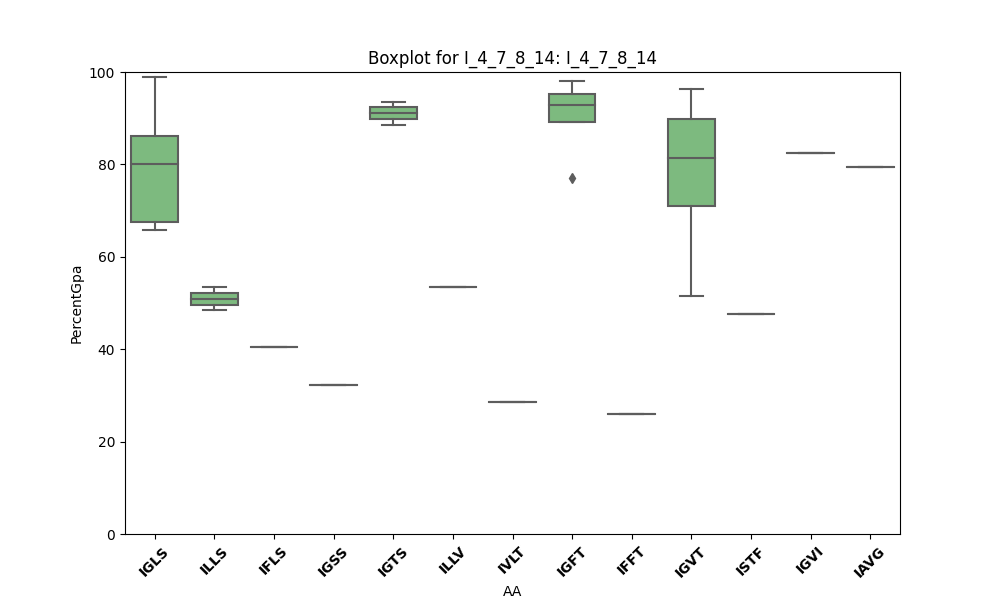 Boxplot for I_4_7_8_14: I_4_7_8_14
100
80
60
40
20
0
PercentGpa
IGLS
ILLS
IFLS
IGSS
IGTS
ILLV
IVLT
IGFT
IFFT
IGVT
ISTF
IGVI
IAVG
AA